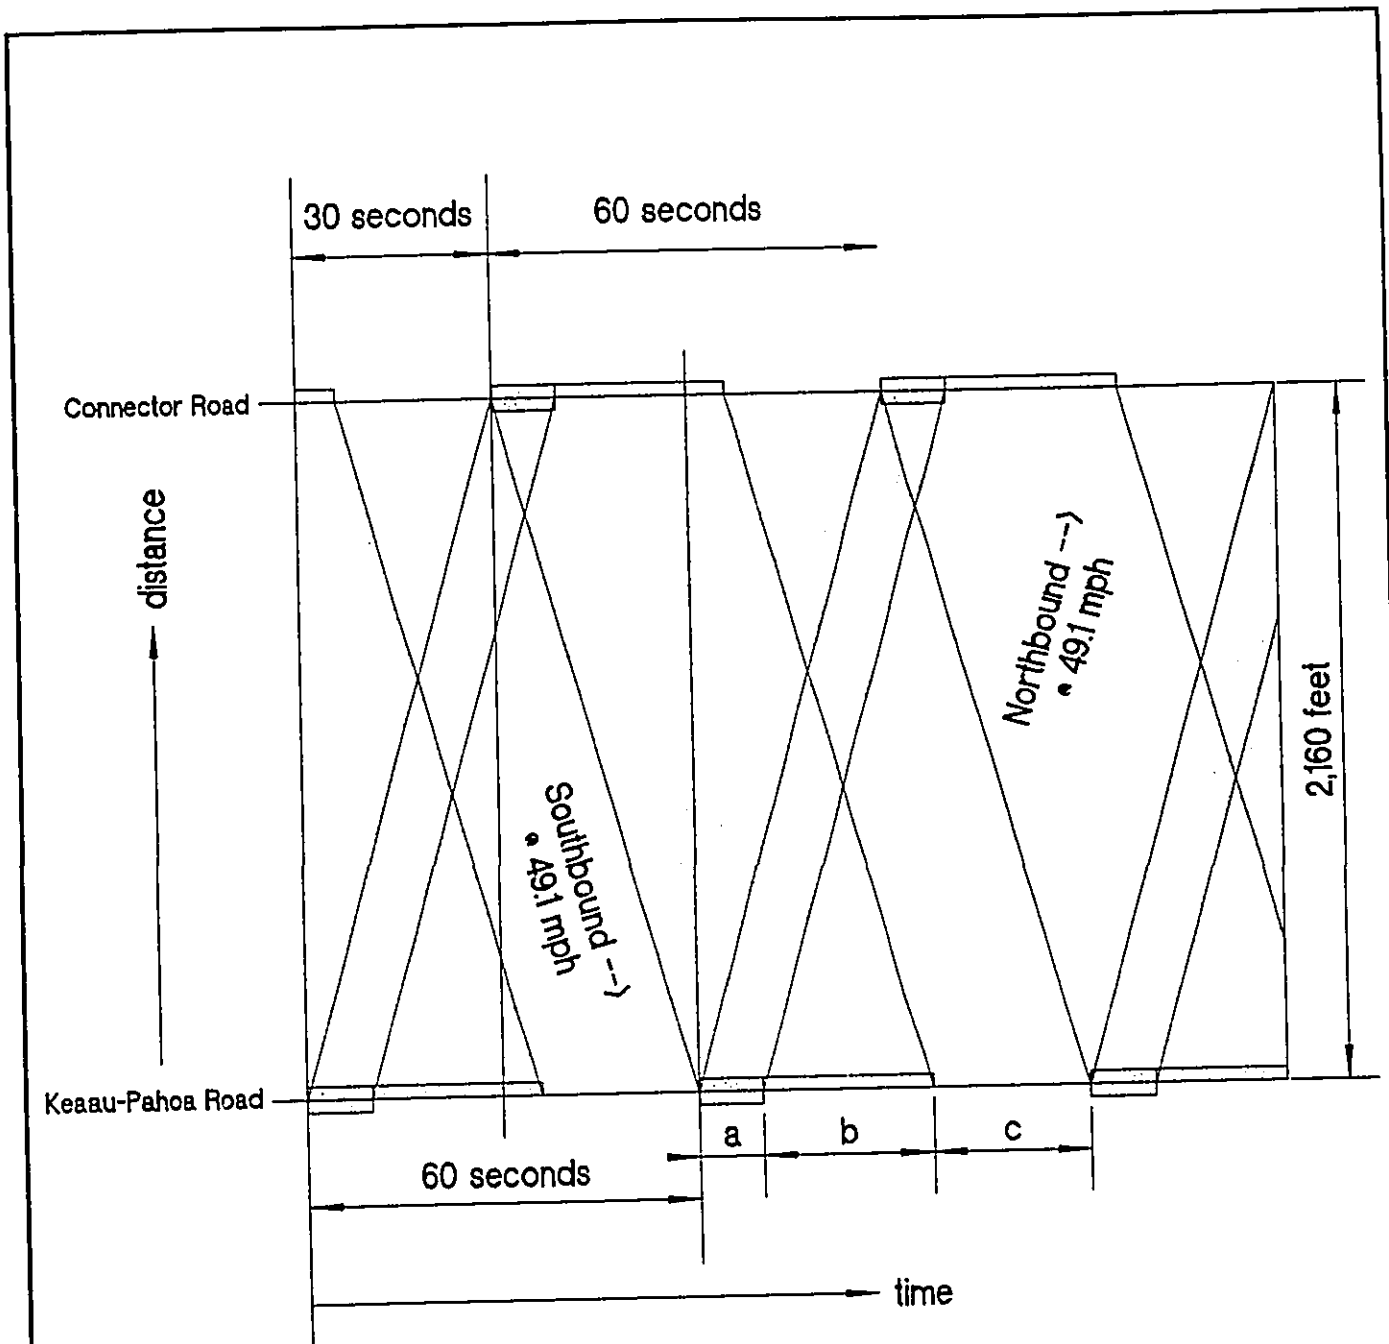 30 seconds
60 seconds
Connector Road
distance
Northbound --->
@ 49.1 mph
2,160 feet
Southbound --->
@ 49.1 mph
Keaau-Pahoa Road
a
b
c
60 seconds
time